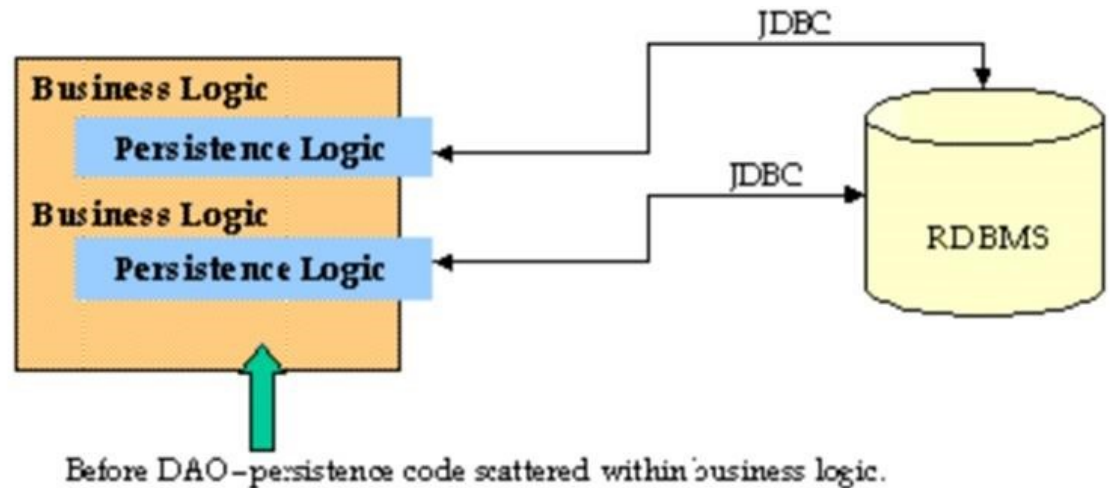 JDBC
Business Logic
Persistence Logic
JDBC
Business Logic
RDBMS
Persistence Logic
Before DAO–persistence code scattered within business logic.